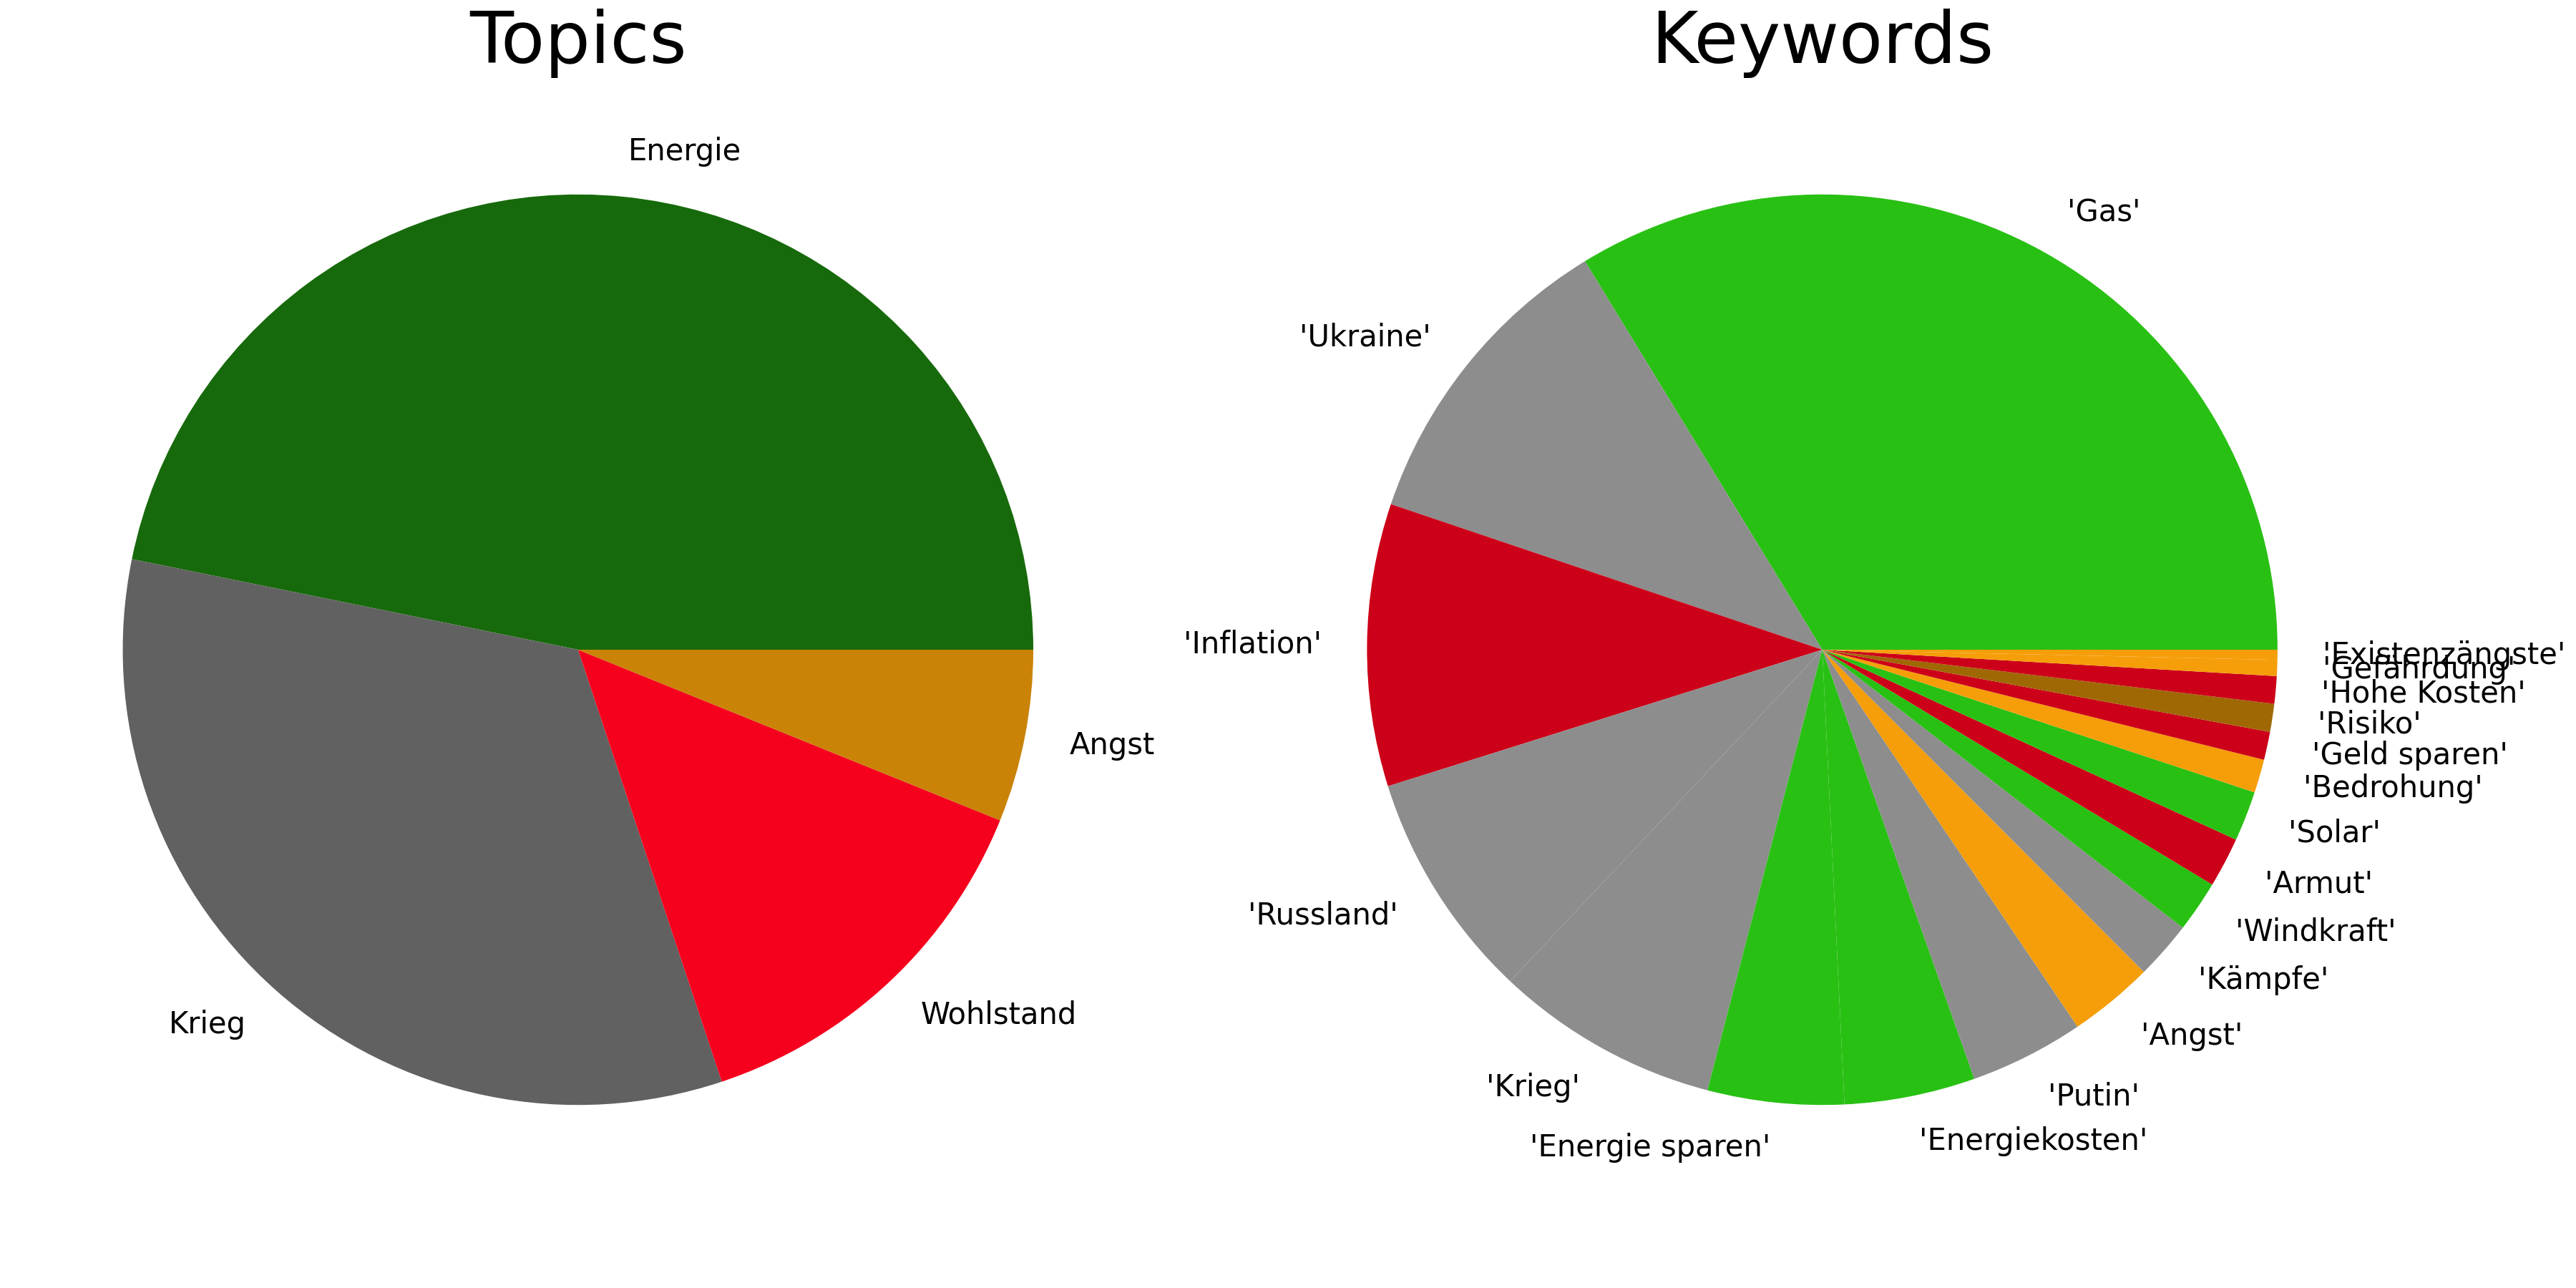 Topics
Energie
Krieg
Wohlstand
Angst
Keywords
'Gas'
'Ukraine'
'Inflation'
'Russland'
'Krieg'
'Energie sparen'
'Energiekosten'
'Putin'
'Angst'
'Kämpfe'
'Windkraft'
'Armut'
'Solar'
'Bedrohung'
'Geld sparen'
'Risiko'
'Hohe Kosten'
'Gefährdung'
'Existenzängste'